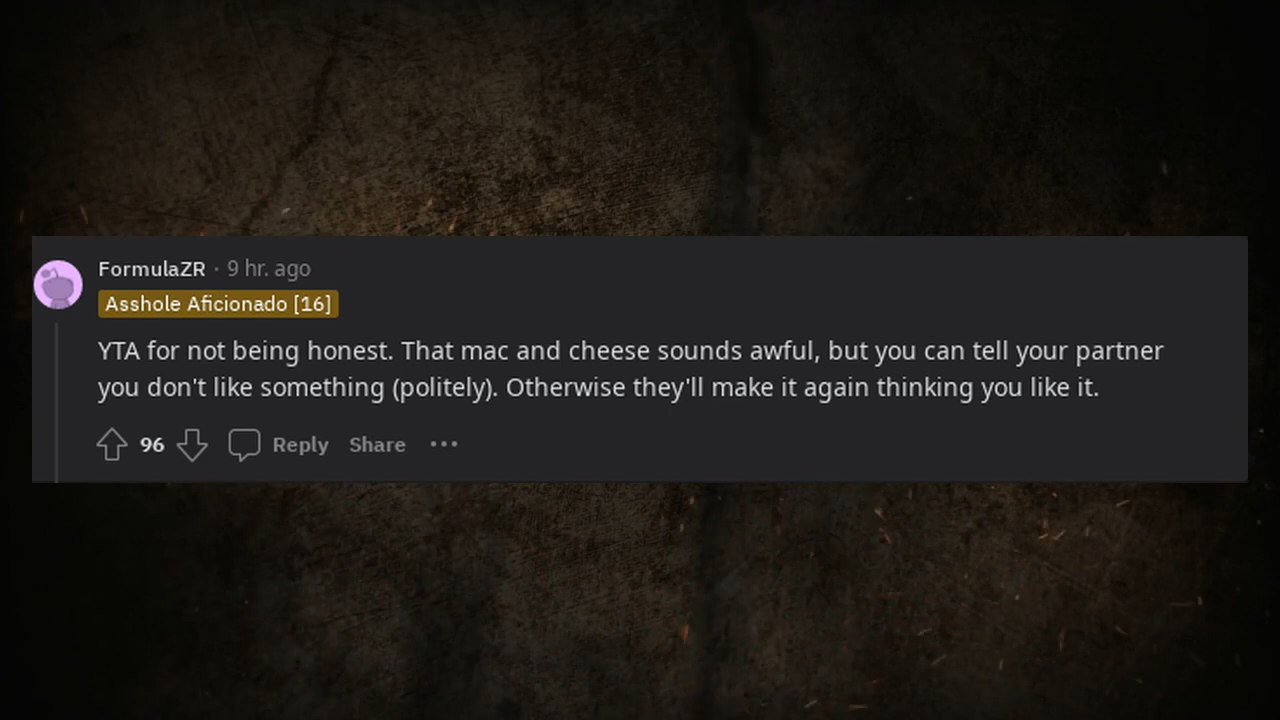 FormulaZR · 9 hr. ago
Asshole Aficionado [16]
YTA for not being honest. That mac and cheese sounds awful, but you can tell your partner
you don't like something (politely). Otherwise they'll make it again thinking you like it.
96 Reply Share ···